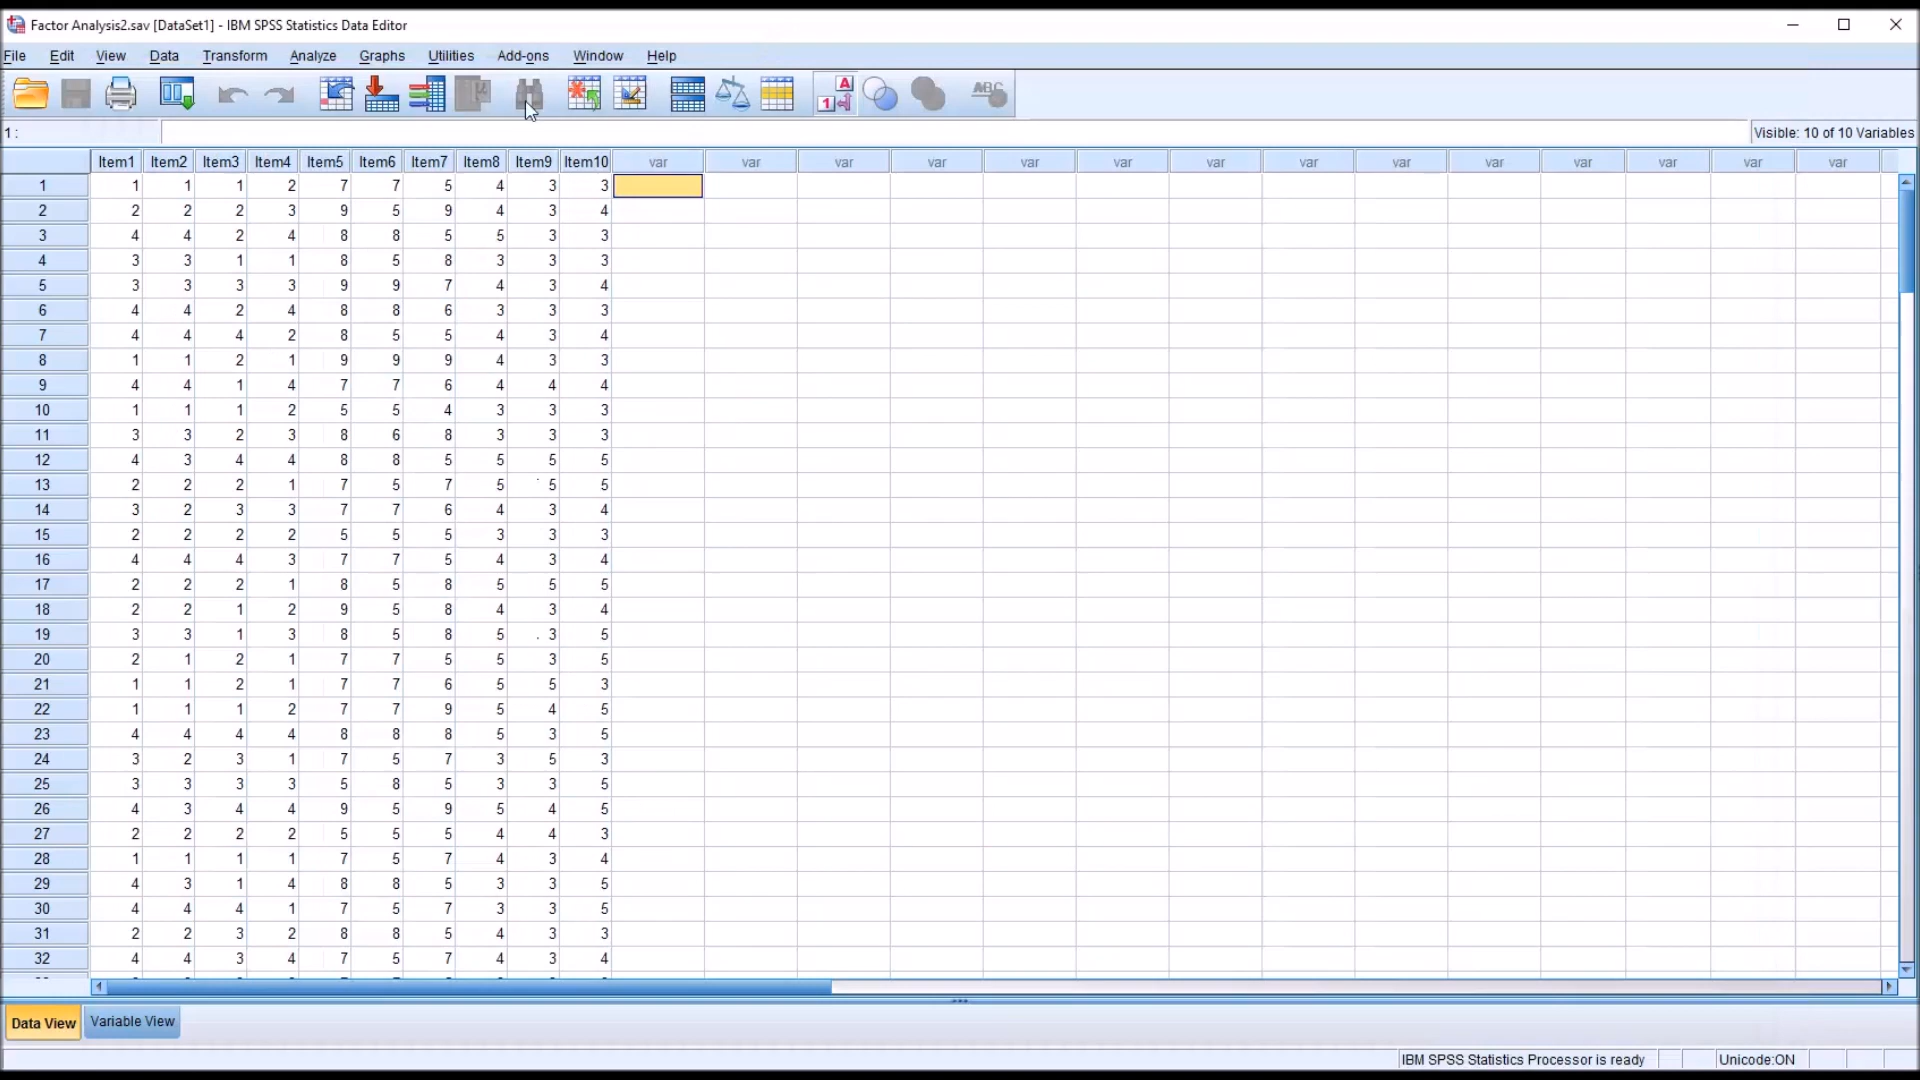 Factor Analysis2.sav [DataSet1] - IBM SPSS Statistics Data Editor
File Edit View Data Transform Analyze Graphs Utilities Add-ons Window Help
A
1
ABC
1 : Visible: 10 of 10 Variables
Item1 Item2 Item3 Item4 Item5 Item6 Item7 Item8 Item9 Item10 var var var var var var var var var var var var var var
1 1 1 1 2 7 7 5 4 3 3
2 2 2 2 3 9 5 9 4 3 4
3 4 4 2 4 8 8 5 5 3 3
4 3 3 1 1 8 5 8 3 3 3
5 3 3 3 3 9 9 7 4 3 4
6 4 4 2 4 8 8 6 3 3 3
7 4 4 4 2 8 5 5 4 3 4
8 1 1 2 1 9 9 9 4 3 3
9 4 4 1 4 7 7 6 4 4 4
10 1 1 1 2 5 5 4 3 3 3
11 3 3 2 3 8 6 8 3 3 3
12 4 3 4 4 8 8 5 5 5 5
13 2 2 2 1 7 5 7 5 5 5
14 3 2 3 3 7 7 6 4 3 4
15 2 2 2 2 5 5 5 3 3 3
16 4 4 4 3 7 7 5 4 3 4
17 2 2 2 1 8 5 8 5 5 5
18 2 2 1 2 9 5 8 4 3 4
19 3 3 1 3 8 5 8 5 3 5
20 2 1 2 1 7 7 5 5 3 5
21 1 1 2 1 7 7 6 5 5 3
22 1 1 1 2 7 7 9 5 4 5
23 4 4 4 4 8 8 8 5 3 5
24 3 2 3 1 7 5 7 3 5 3
25 3 3 3 3 5 8 5 3 3 5
26 4 3 4 4 9 5 9 5 4 5
27 2 2 2 2 5 5 5 4 4 3
28 1 1 1 1 7 5 7 4 3 4
29 4 3 1 4 8 8 5 3 3 5
30 4 4 4 1 7 5 7 3 3 5
31 2 2 3 2 8 8 5 4 3 3
32 4 4 3 4 7 5 7 4 3 4
Data View Variable View
IBM SPSS Statistics Processor is ready Unicode:ON